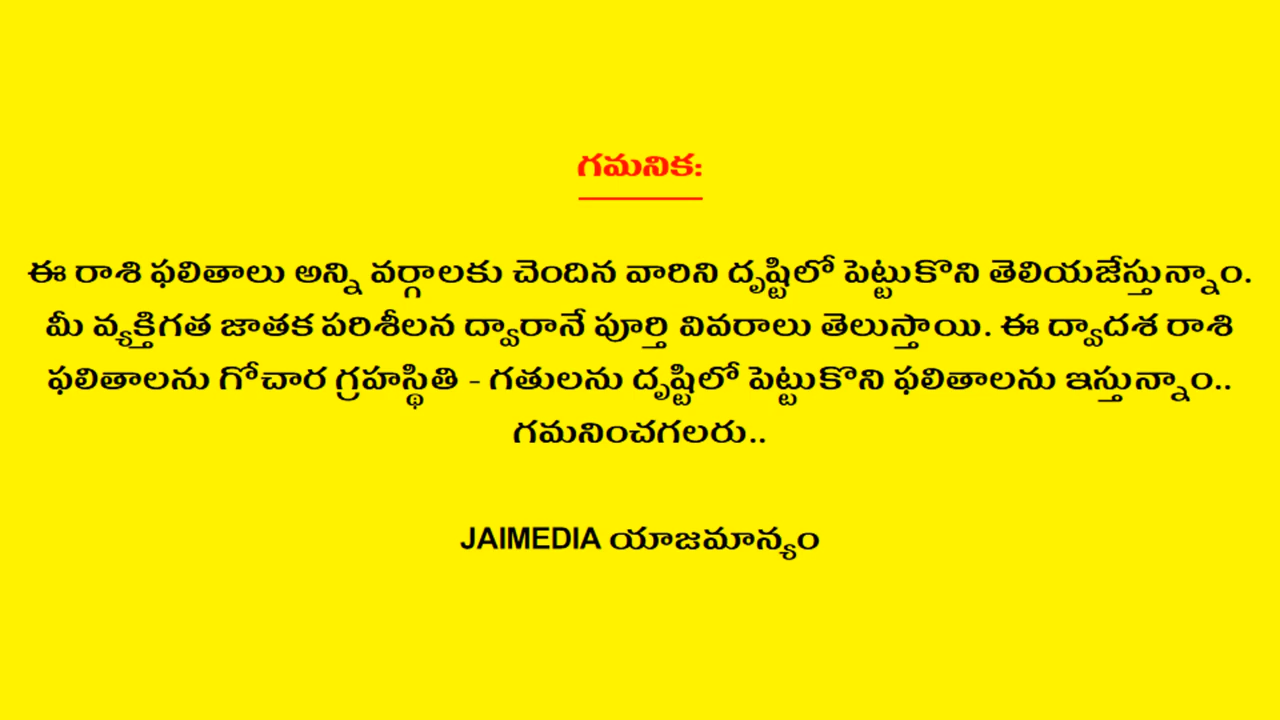 గమనిక:
ఈ రాశి ఫలితాలు అన్ని వర్గాలకు చెందిన వారిని దృష్టిలో పెట్టుకొని తెలియజేస్తున్నాం.
మీ వ్యక్తిగత జాతక పరిశీలన ద్వారానే పూర్తి వివరాలు తెలుస్తాయి. ఈ ద్వాదశ రాశి
ఫలితాలను గోచార గ్రహస్థితి - గతులను దృష్టిలో పెట్టుకొని ఫలితాలను ఇస్తున్నాం..
గమనించగలరు..
JAIMEDIA యాజమాన్యం